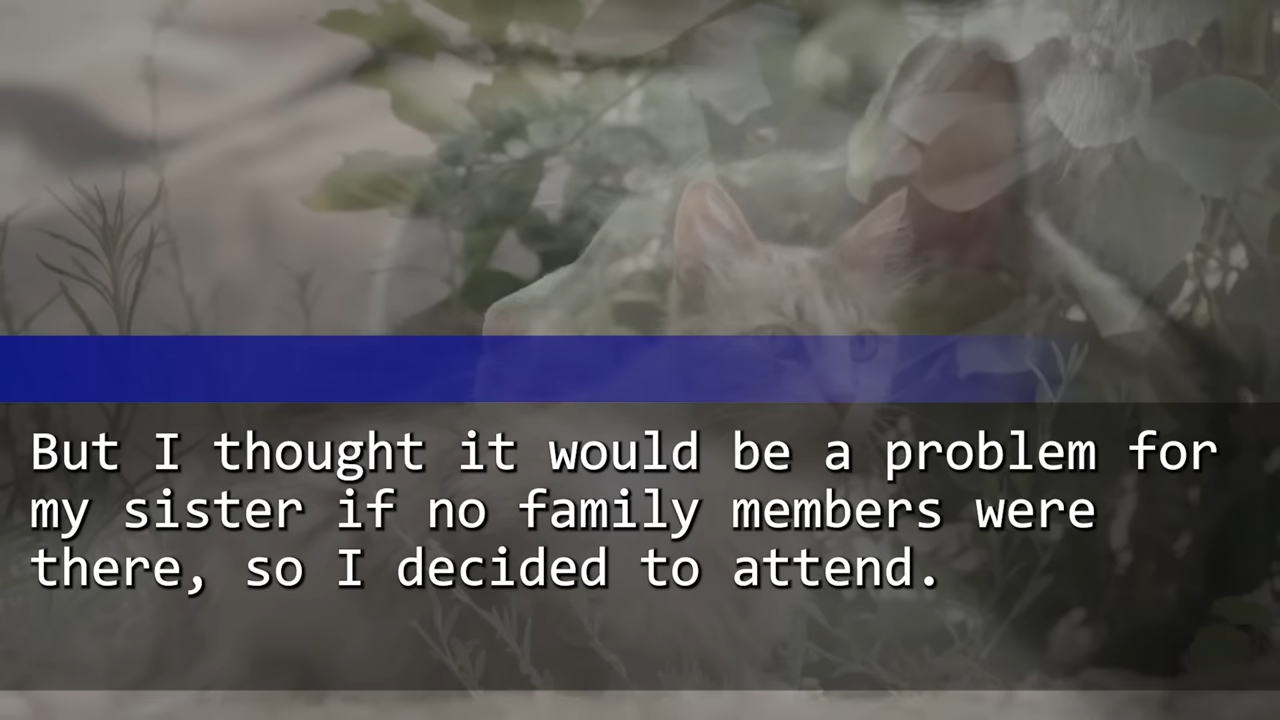 But I thought it would be a problem for
my sister if no family members were
there, so I decided to attend.